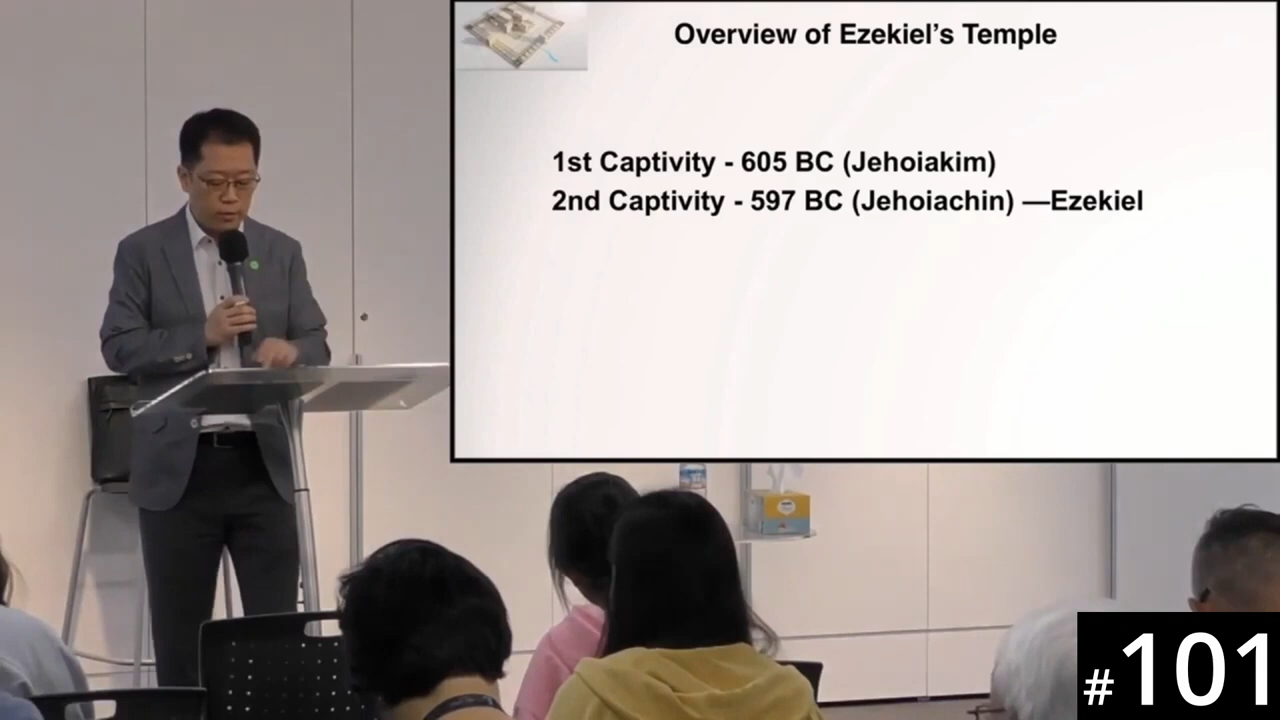 Overview of Ezekiel’s Temple
1st Captivity - 605 BC (Jehoiakim)
2nd Captivity - 597 BC (Jehoiachin) —Ezekiel
#101